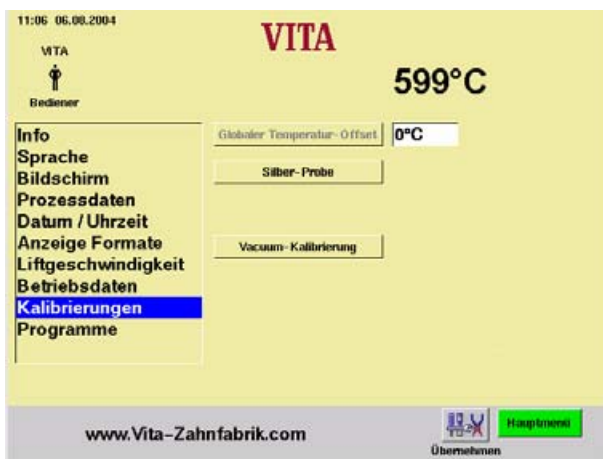 11:06 06.08.2004
VITA
VITA
Bediener
599°C
Info
Sprache
Bildschirm
Prozessdaten
Datum / Uhrzeit
Anzeige Formate
Liftgeschwindigkeit
Betriebsdaten
Kalibrierungen
Programme
Globaler Temperatur-Offset
0°C
Silber-Probe
Vacuum-Kalibrierung
www.Vita-Zahnfabrik.com
Übernehmen
Hauptmenü